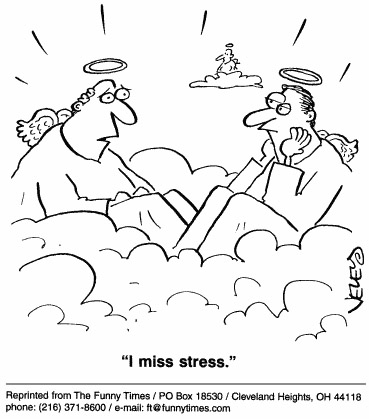 VELEY
"I miss stress."
Reprinted from The Funny Times / PO Box 18530 / Cleveland Heights, OH 44118
phone: (216) 371-8600 / e-mail: ft@funnytimes.com